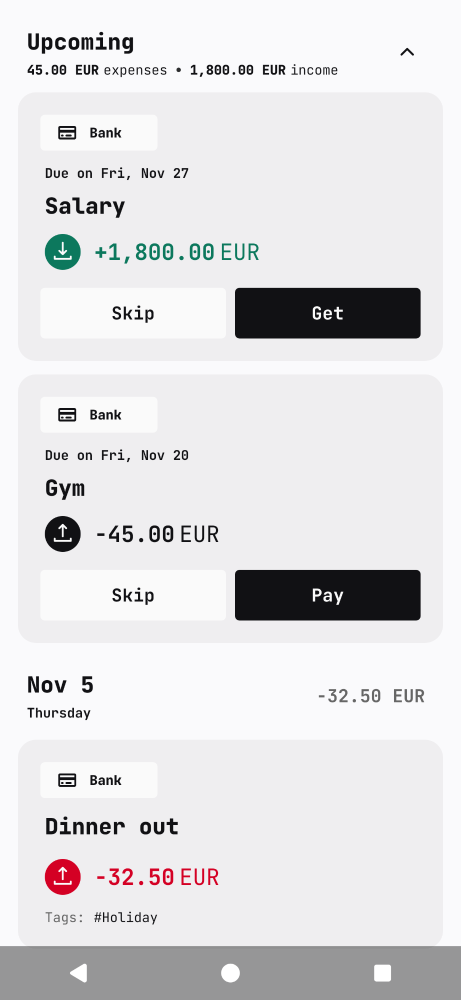 Upcoming
45.00 EUR expenses • 1,800.00 EUR income
Bank
Due on Fri, Nov 27
Salary
+1,800.00 EUR
Skip Get
Bank
Due on Fri, Nov 20
Gym
-45.00 EUR
Skip Pay
Nov 5
Thursday
-32.50 EUR
Bank
Dinner out
-32.50 EUR
Tags: #Holiday